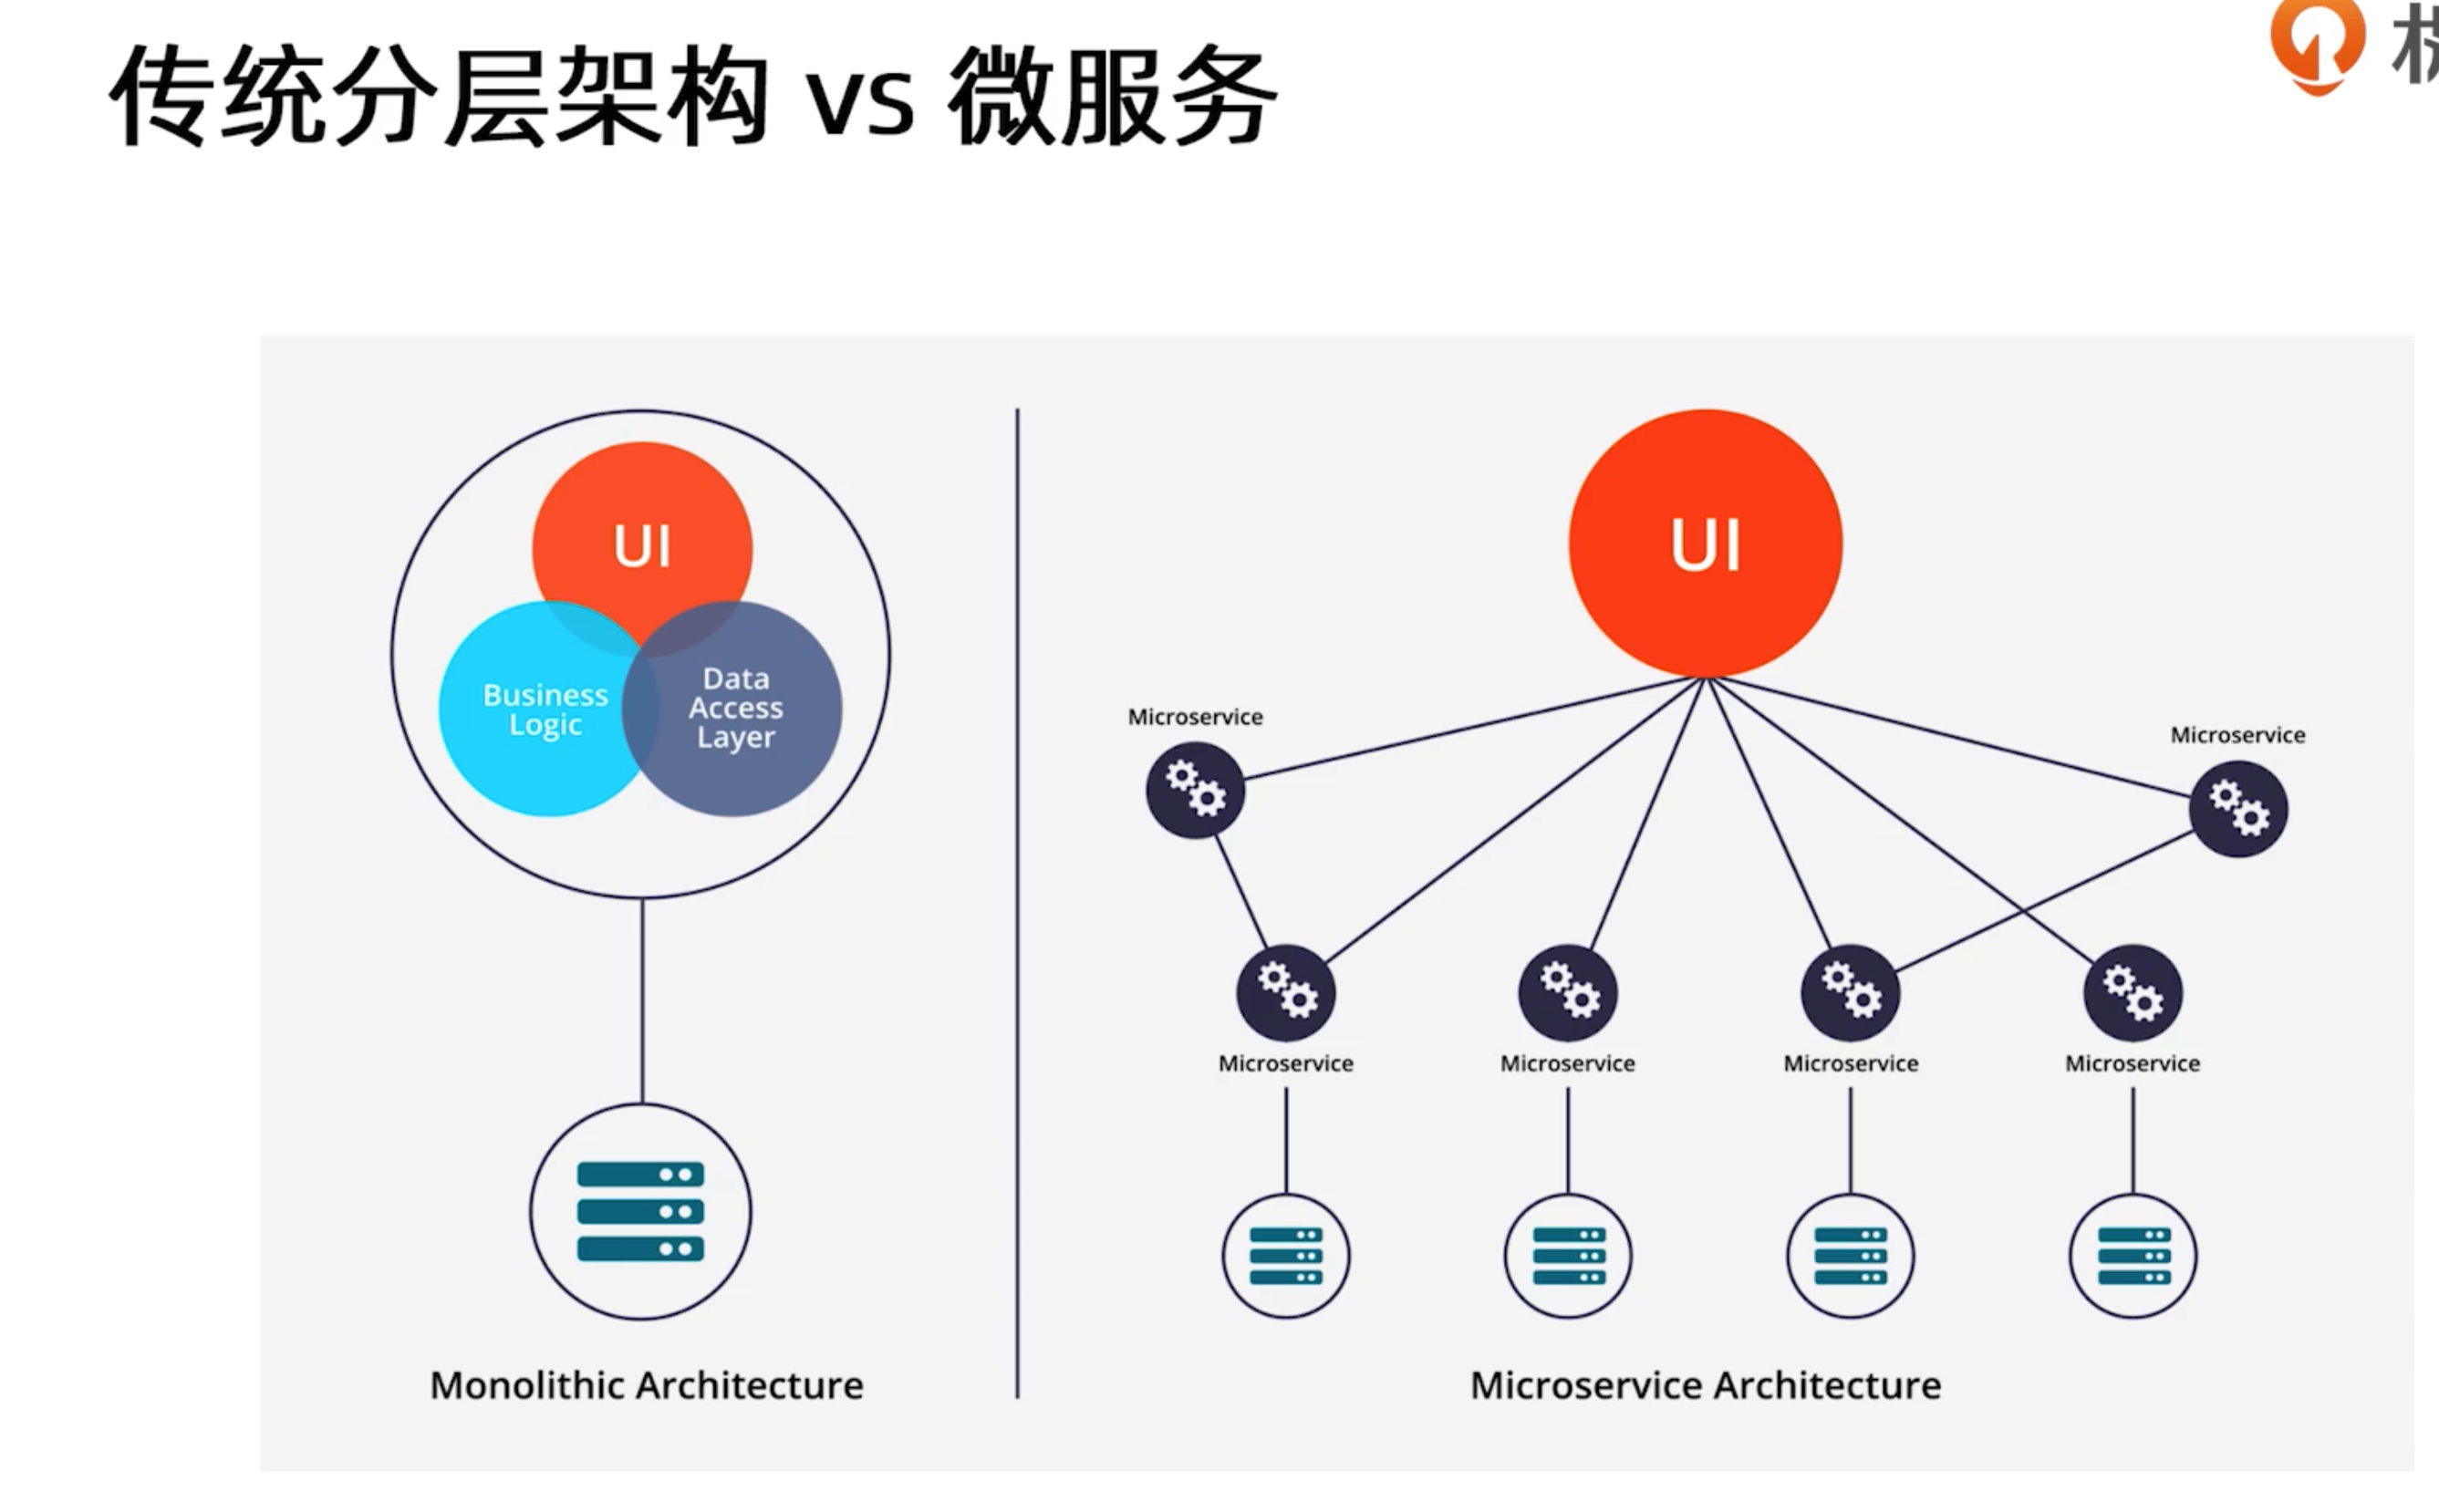 传统分层架构 vs 微服务
UI
Business
Logic
Data
Access
Layer
Monolithic Architecture
UI
Microservice
Microservice
Microservice
Microservice
Microservice
Microservice
Microservice Architecture